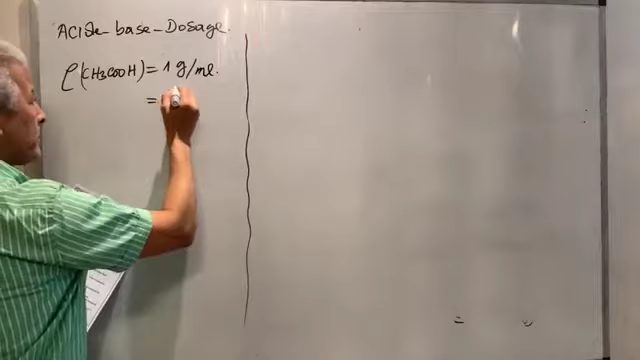 ACIDe-base-Dosage.
ρ(CH3COOH) = 1 g/ml.
=